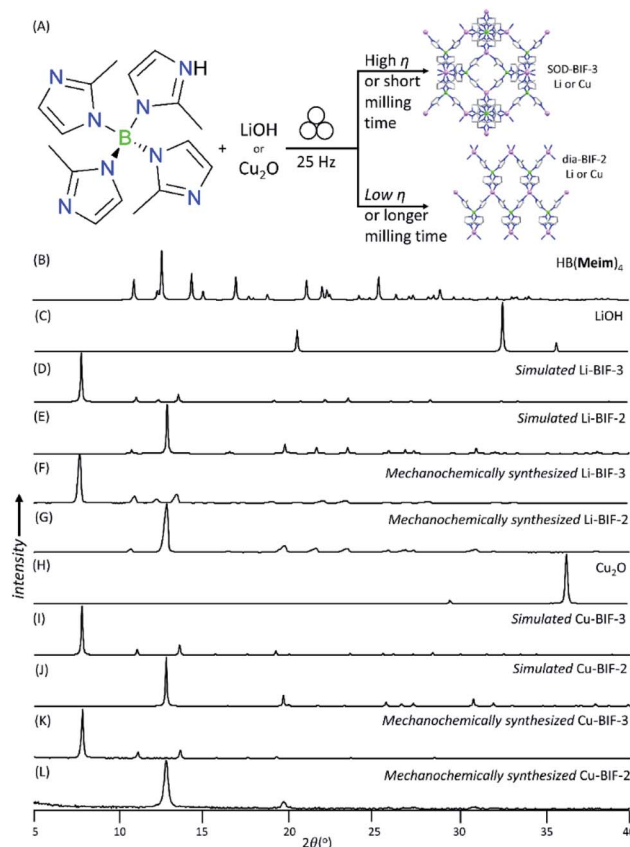 (A)
N
NH
N
N
N
B
N
N
N
+
LiOH
or
Cu₂O
25 Hz
High η
or short
milling
time
SOD-BIF-3
Li or Cu
Low η
or longer
milling time
dia-BIF-2
Li or Cu
(B) HB(Meim)₄
(C) LiOH
(D) Simulated Li-BIF-3
(E) Simulated Li-BIF-2
(F) Mechanochemically synthesized Li-BIF-3
(G) Mechanochemically synthesized Li-BIF-2
(H) Cu₂O
(I) Simulated Cu-BIF-3
(J) Simulated Cu-BIF-2
(K) Mechanochemically synthesized Cu-BIF-3
(L) Mechanochemically synthesized Cu-BIF-2
intensity
5 10 15 20 25 30 35 40
2θ(°)